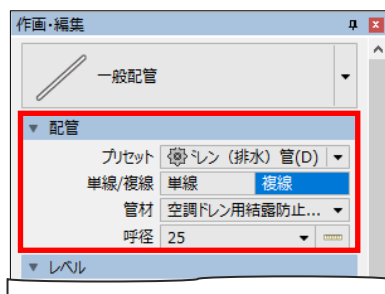 作画・編集
一般配管
配管
プリセット ドレン（排水）管(D)
単線/複線 単線 複線
管材 空調ドレン用結露防止...
呼径 25
レベル